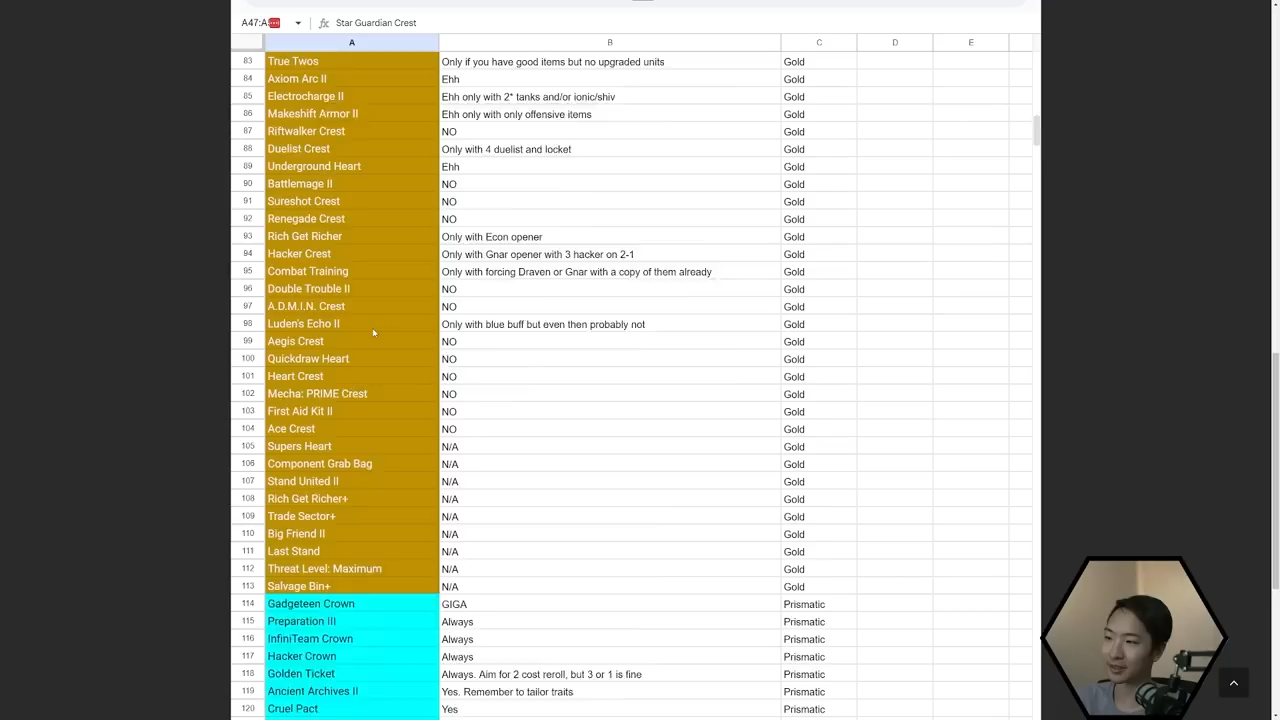 A47:A Star Guardian Crest
A B C D E
83 True Twos Only if you have good items but no upgraded units Gold
84 Axiom Arc II Ehh Gold
85 Electrocharge II Ehh only with 2* tanks and/or ionic/shiv Gold
86 Makeshift Armor II Ehh only with only offensive items Gold
87 Riftwalker Crest NO Gold
88 Duelist Crest Only with 4 duelist and locket Gold
89 Underground Heart Ehh Gold
90 Battlemage II NO Gold
91 Sureshot Crest NO Gold
92 Renegade Crest NO Gold
93 Rich Get Richer Only with Econ opener Gold
94 Hacker Crest Only with Gnar opener with 3 hacker on 2-1 Gold
95 Combat Training Only with forcing Draven or Gnar with a copy of them already Gold
96 Double Trouble II NO Gold
97 A.D.M.I.N. Crest NO Gold
98 Luden's Echo II Only with blue buff but even then probably not Gold
99 Aegis Crest NO Gold
100 Quickdraw Heart NO Gold
101 Heart Crest NO Gold
102 Mecha: PRIME Crest NO Gold
103 First Aid Kit II NO Gold
104 Ace Crest NO Gold
105 Supers Heart N/A Gold
106 Component Grab Bag N/A Gold
107 Stand United II N/A Gold
108 Rich Get Richer+ N/A Gold
109 Trade Sector+ N/A Gold
110 Big Friend II N/A Gold
111 Last Stand N/A Gold
112 Threat Level: Maximum N/A Gold
113 Salvage Bin+ N/A Gold
114 Gadgeteen Crown GIGA Prismatic
115 Preparation III Always Prismatic
116 InfiniTeam Crown Always Prismatic
117 Hacker Crown Always Prismatic
118 Golden Ticket Always. Aim for 2 cost reroll, but 3 or 1 is fine Prismatic
119 Ancient Archives II Yes. Remember to tailor traits Prismatic
120 Cruel Pact Yes Prismatic